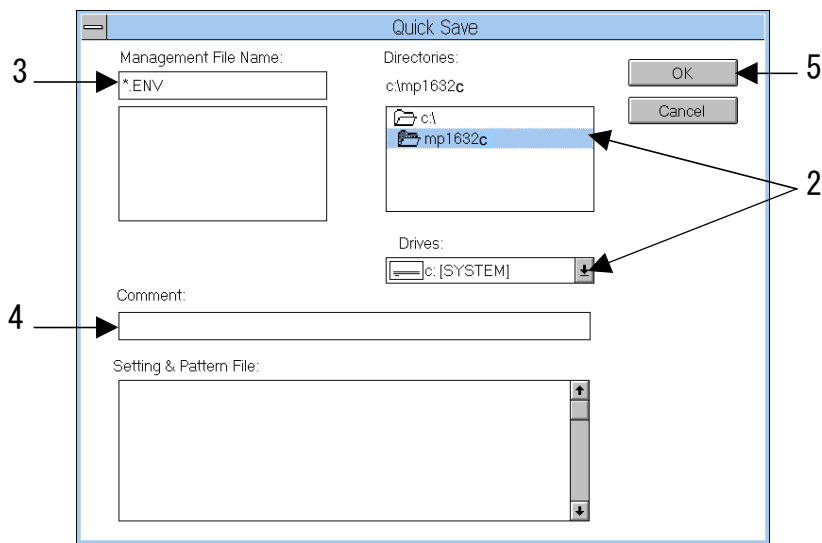 Quick Save
Management File Name:
Directories:
3
*.ENV
c:\mp1632c
OK
5
c:\
Cancel
mp1632c
2
Drives:
c: [SYSTEM]
Comment:
4
Setting & Pattern File: